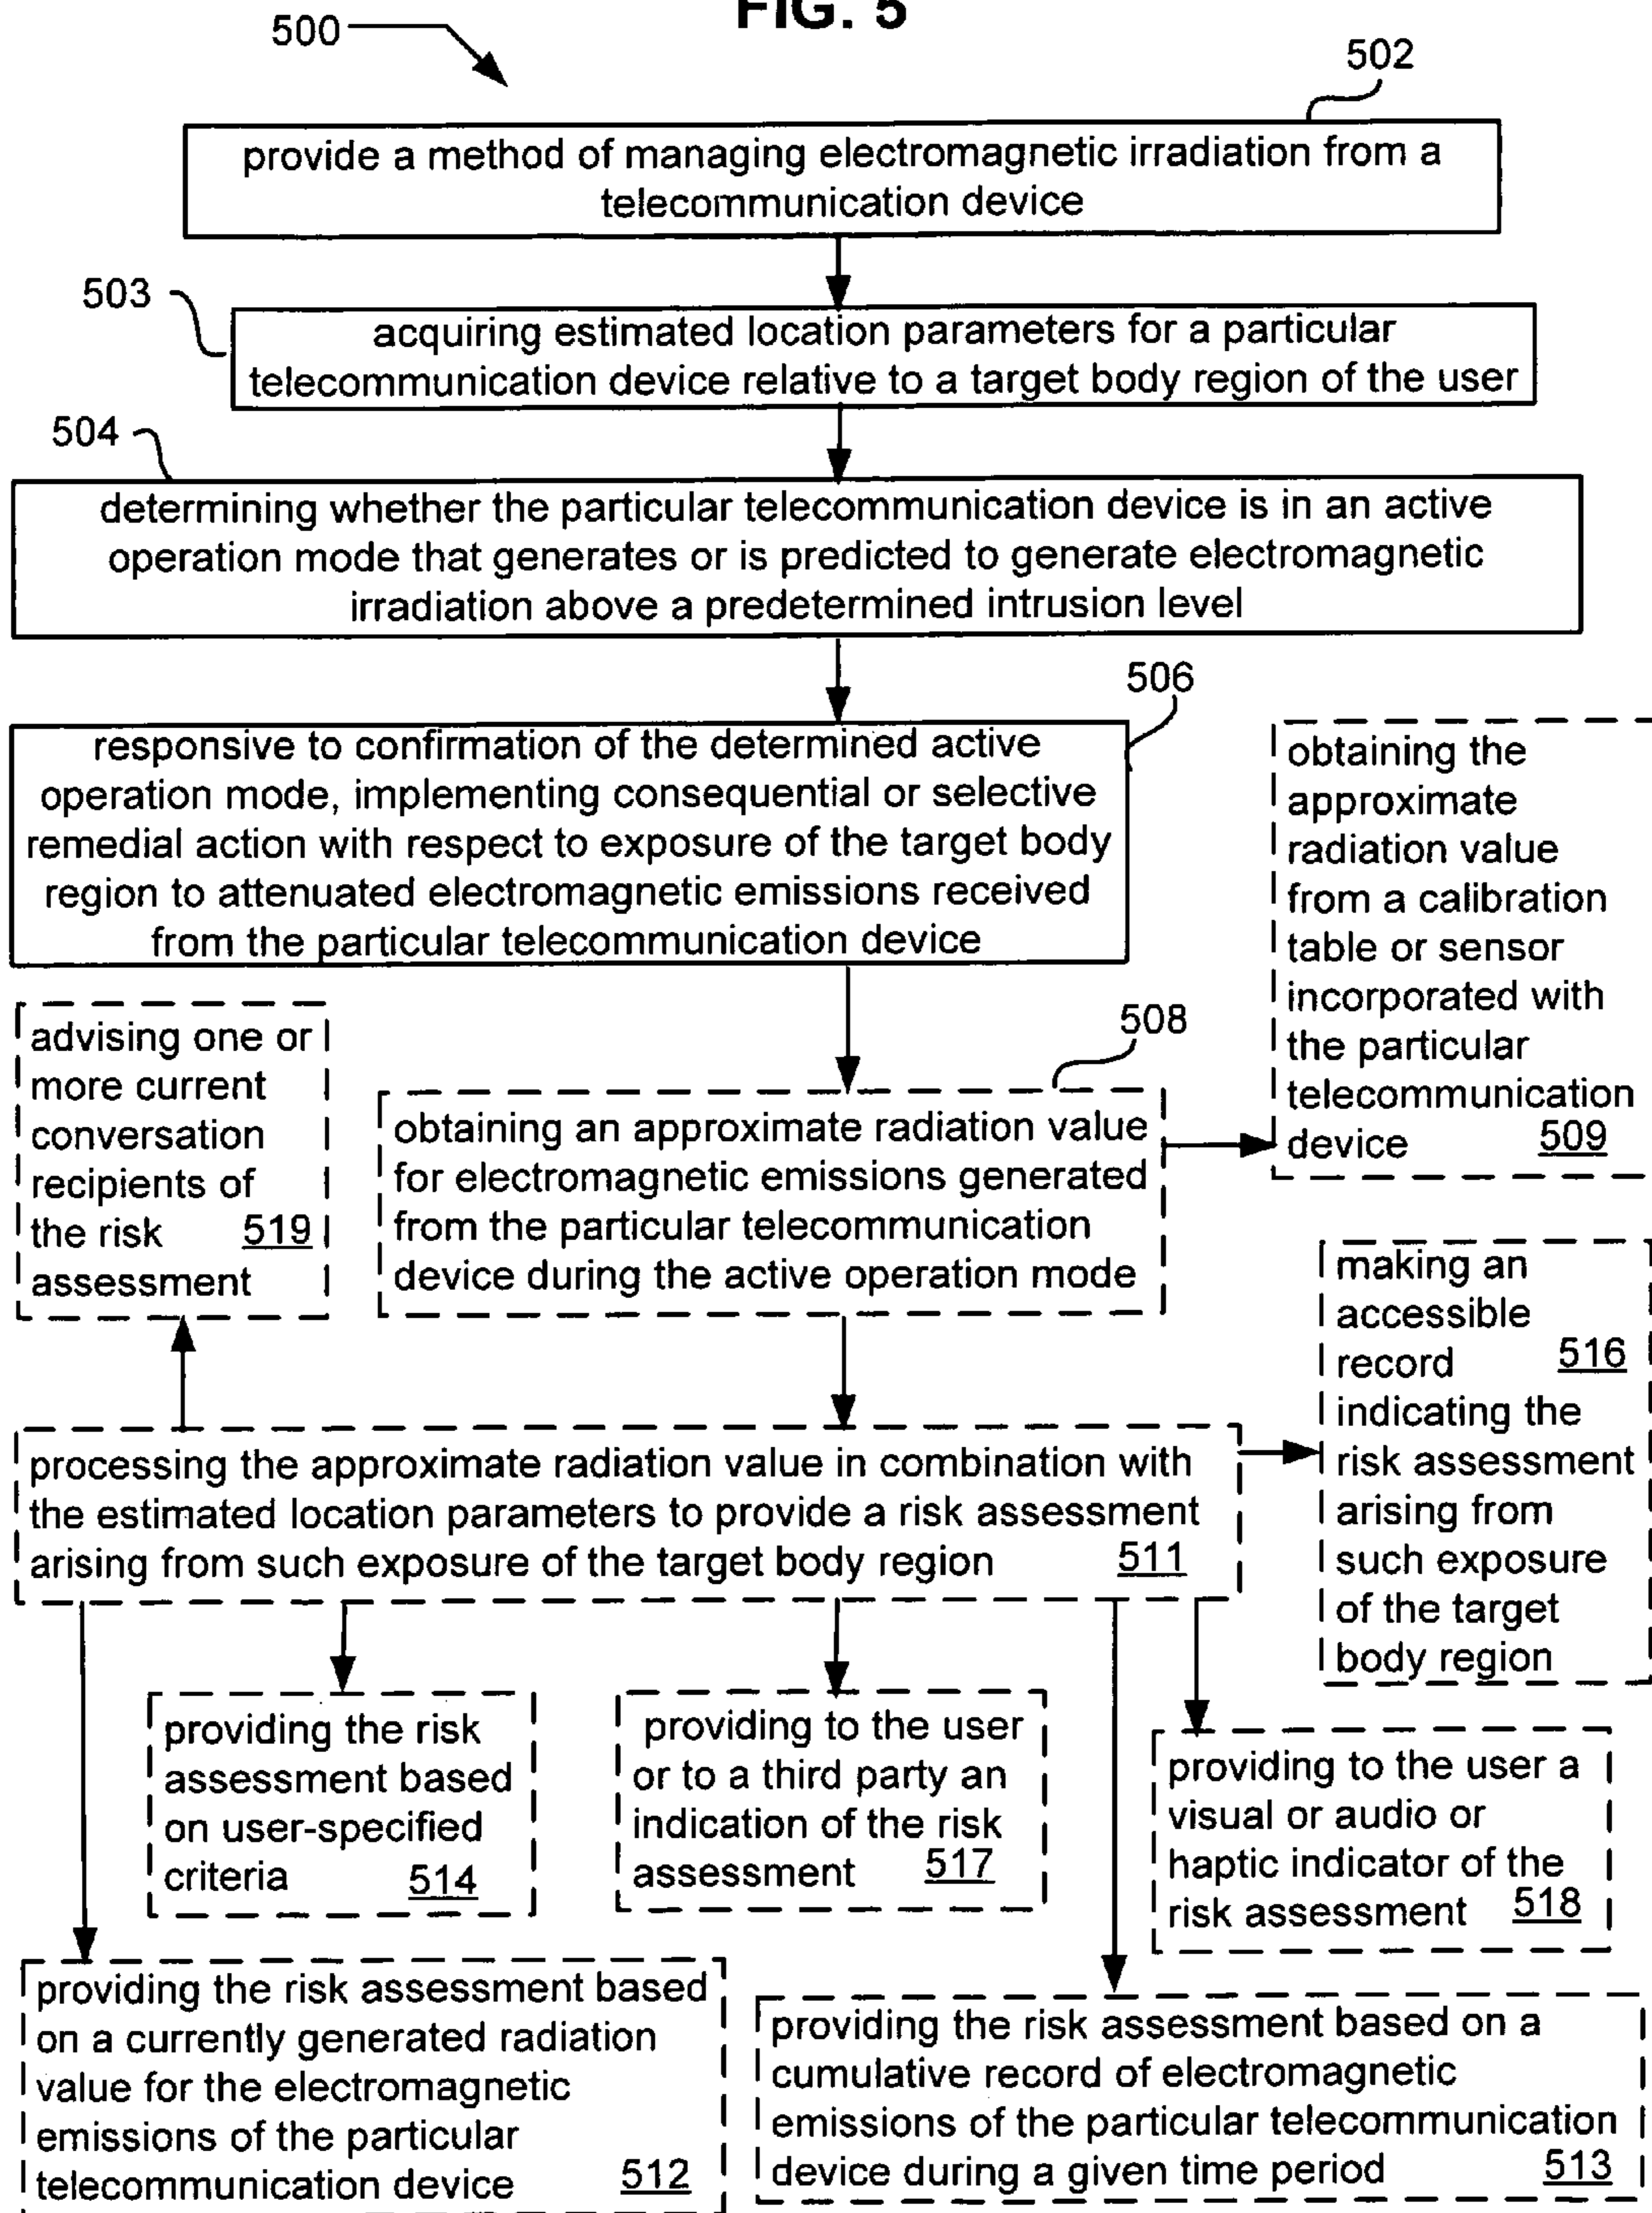 FIG. 5
500
502
provide a method of managing electromagnetic irradiation from a
telecommunication device
503
acquiring estimated location parameters for a particular
telecommunication device relative to a target body region of the user
504
determining whether the particular telecommunication device is in an active
operation mode that generates or is predicted to generate electromagnetic
irradiation above a predetermined intrusion level
506
responsive to confirmation of the determined active
operation mode, implementing consequential or selective
remedial action with respect to exposure of the target body
region to attenuated electromagnetic emissions received
from the particular telecommunication device
obtaining the
approximate
radiation value
from a calibration
table or sensor
incorporated with
the particular
telecommunication
device 509
508
obtaining an approximate radiation value
for electromagnetic emissions generated
from the particular telecommunication
device during the active operation mode
advising one or
more current
conversation
recipients of
the risk 519
assessment
making an
accessible
record 516
indicating the
risk assessment
arising from
such exposure
of the target
body region
processing the approximate radiation value in combination with
the estimated location parameters to provide a risk assessment
arising from such exposure of the target body region 511
providing the risk
assessment based
on user-specified
criteria 514
providing to the user
or to a third party an
indication of the risk
assessment 517
providing to the user a
visual or audio or
haptic indicator of the
risk assessment 518
providing the risk assessment based
on a currently generated radiation
value for the electromagnetic
emissions of the particular
telecommunication device 512
providing the risk assessment based on a
cumulative record of electromagnetic
emissions of the particular telecommunication
device during a given time period 513